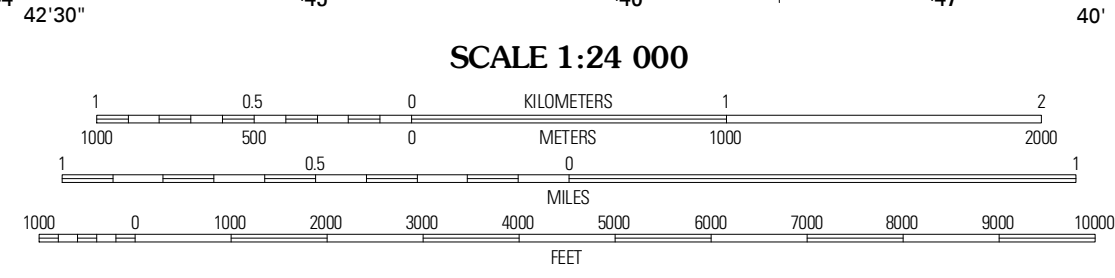 42'30" 40'
SCALE 1:24 000
1 0.5 0 KILOMETERS 1 2
1000 500 0 METERS 1000 2000
1 0.5 0 1
MILES
1000 0 1000 2000 3000 4000 5000 6000 7000 8000 9000 10000
FEET